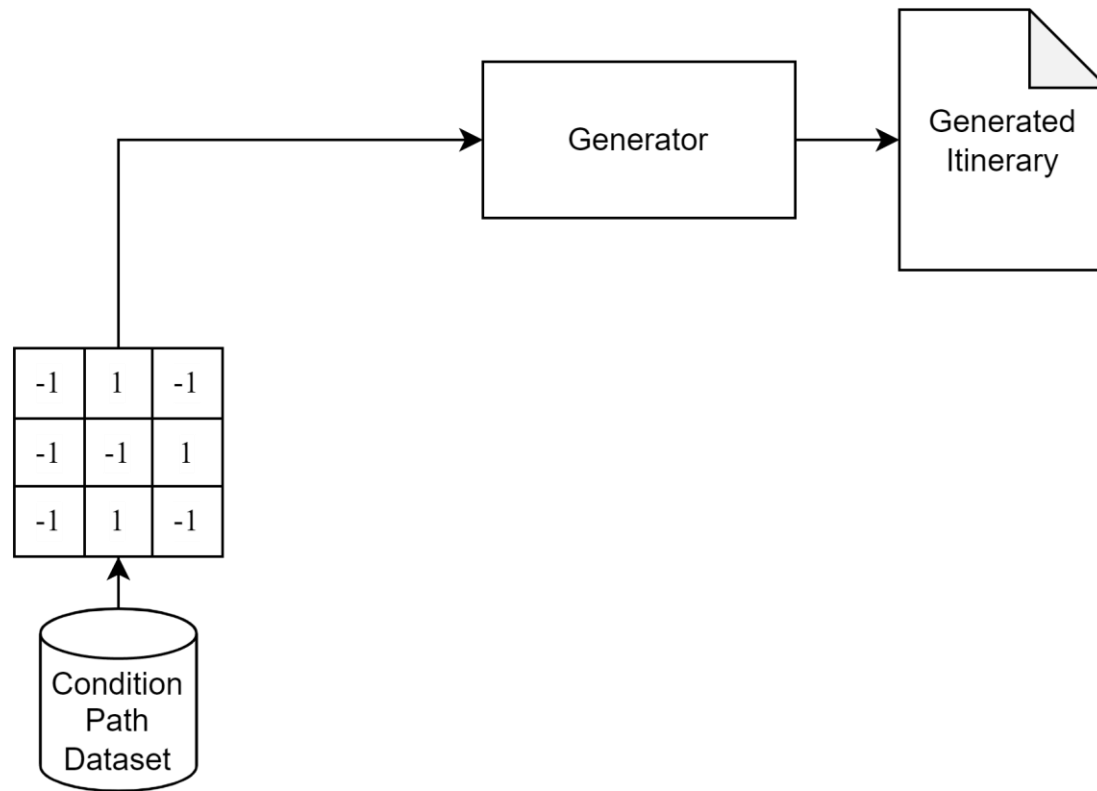 Generator
Generated
Itinerary
-1 1 -1
-1 -1 1
-1 1 -1
Condition
Path
Dataset